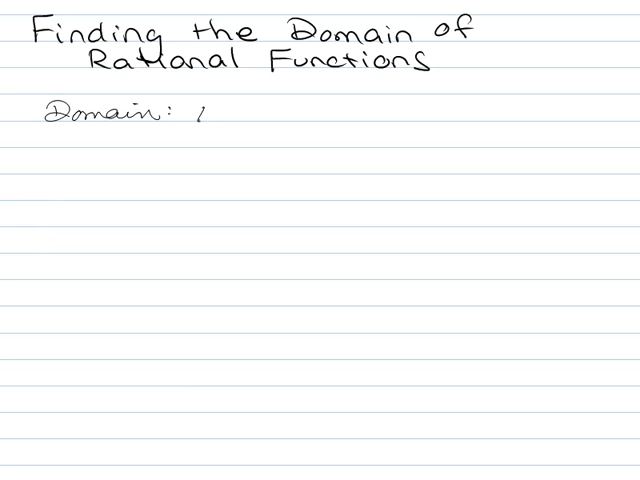 Finding the Domain of
Rational Functions
Domain: